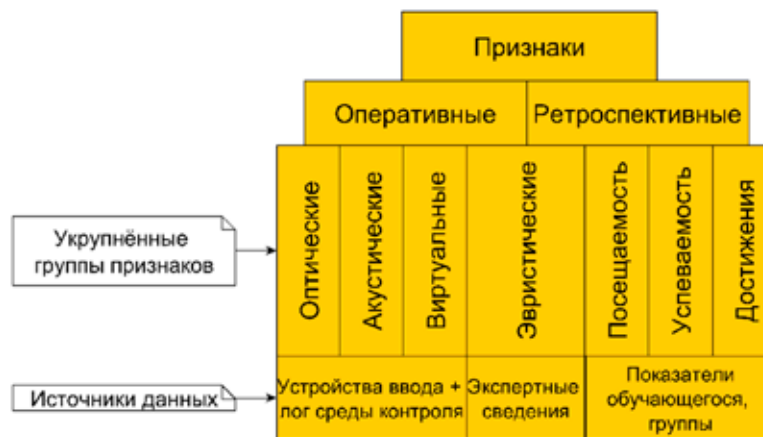 Признаки
Оперативные
Ретроспективные
Укрупнённые
группы признаков
Оптические
Акустические
Виртуальные
Эвристические
Посещаемость
Успеваемость
Достижения
Источники данных
Устройства ввода +
лог среды контроля
Экспертные
сведения
Показатели
обучающегося,
группы